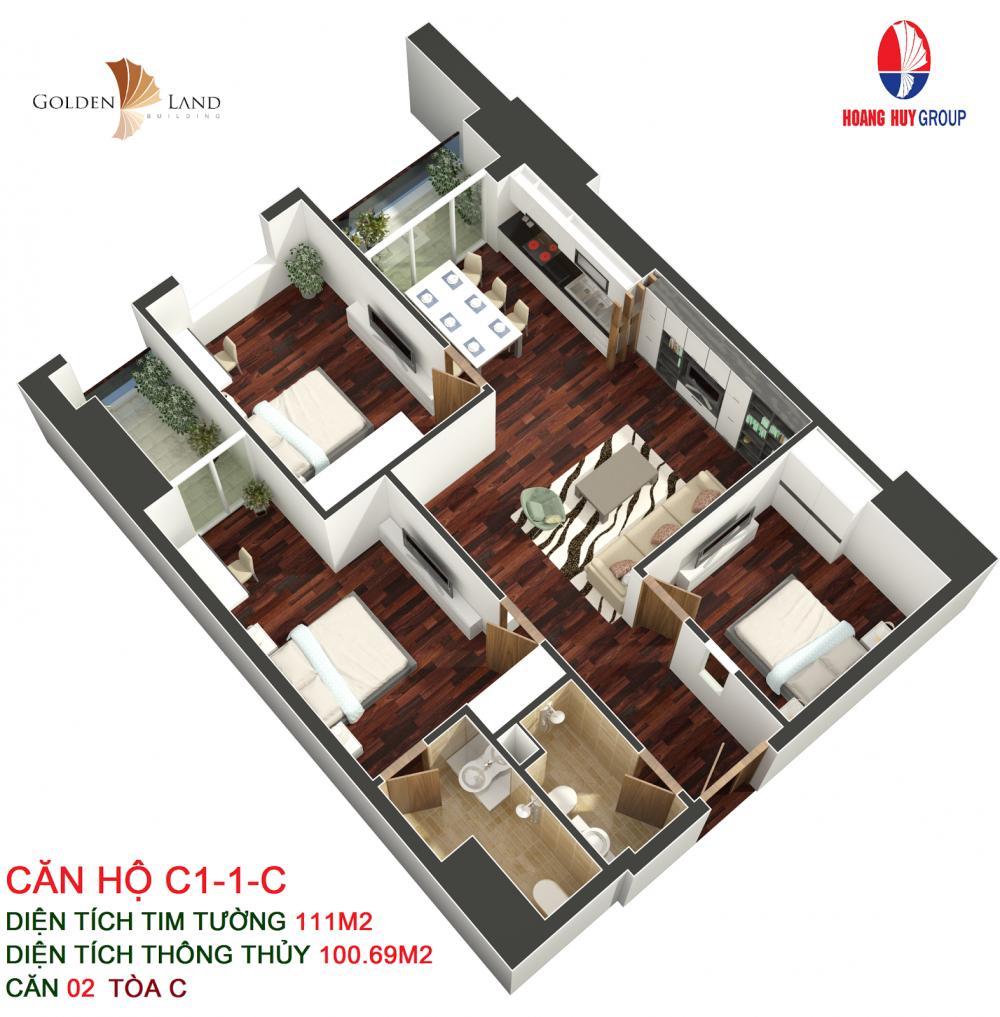 GOLDEN LAND
BUILDING
HOANG HUY GROUP
CĂN HỘ C1-1-C
DIỆN TÍCH TIM TƯỜNG 111M2
DIỆN TÍCH THÔNG THỦY 100.69M2
CĂN 02 TÒA C